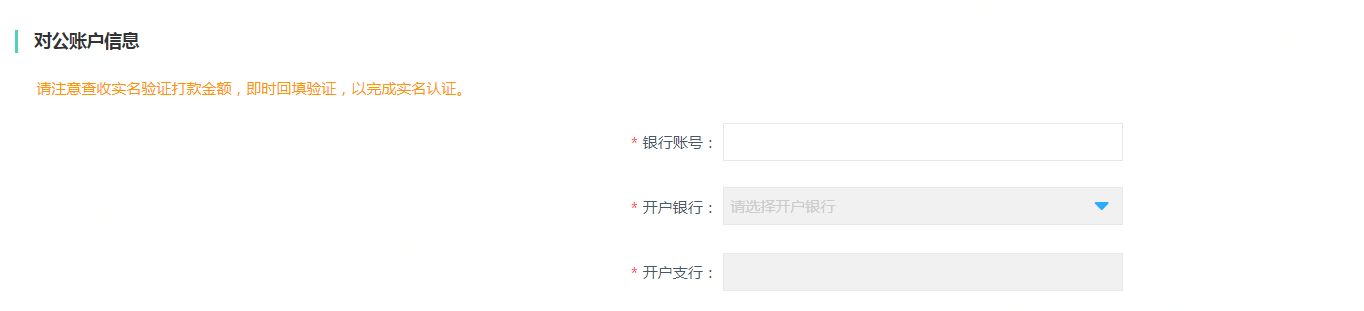 对公账户信息
请注意查收实名验证打款金额，即时回填验证，以完成实名认证。
* 银行账号：
* 开户银行： 请选择开户银行
* 开户支行：